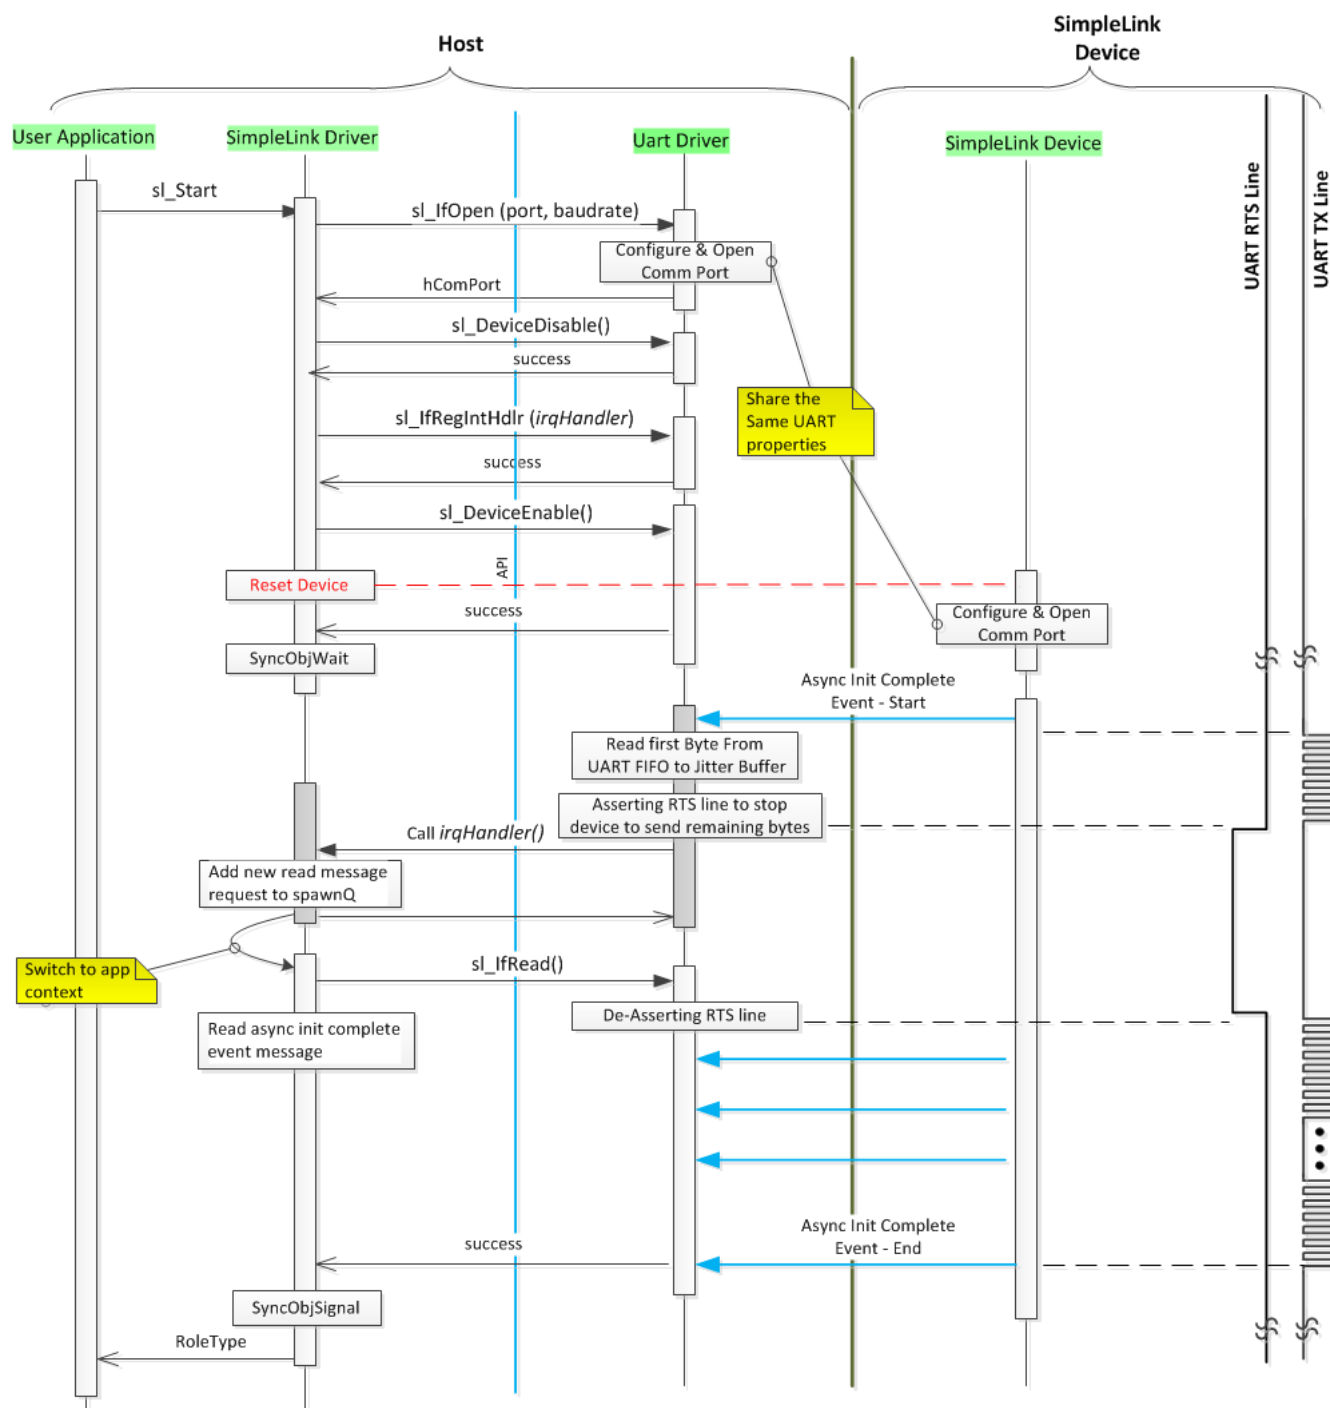 Host
SimpleLink
Device
User Application
SimpleLink Driver
Uart Driver
SimpleLink Device
UART RTS Line
UART TX Line
sl_Start
sl_IfOpen (port, baudrate)
Configure & Open
Comm Port
hComPort
sl_DeviceDisable()
success
Share the
Same UART
properties
sl_IfRegIntHdlr (irqHandler)
success
sl_DeviceEnable()
API
Reset Device
success
Configure & Open
Comm Port
SyncObjWait
Async Init Complete
Event - Start
Read first Byte From
UART FIFO to Jitter Buffer
Asserting RTS line to stop
device to send remaining bytes
Call irqHandler()
Add new read message
request to spawnQ
Switch to app
context
sl_IfRead()
De-Asserting RTS line
Read async init complete
event message
Async Init Complete
Event - End
success
SyncObjSignal
RoleType